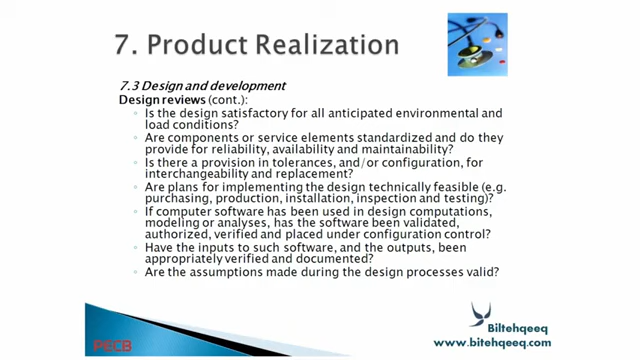 7. Product Realization
7.3 Design and development
Design reviews (cont.):
◦ Is the design satisfactory for all anticipated environmental and
load conditions?
◦ Are components or service elements standardized and do they
provide for reliability, availability and maintainability?
◦ Is there a provision in tolerances, and/or configuration, for
interchangeability and replacement?
◦ Are plans for implementing the design technically feasible (e.g.
purchasing, production, installation, inspection and testing)?
◦ If computer software has been used in design computations,
modeling or analyses, has the software been validated,
authorized, verified and placed under configuration control?
◦ Have the inputs to such software, and the outputs, been
appropriately verified and documented?
◦ Are the assumptions made during the design processes valid?
PECB
Biltehqeeq
www.bitehqeeq.com